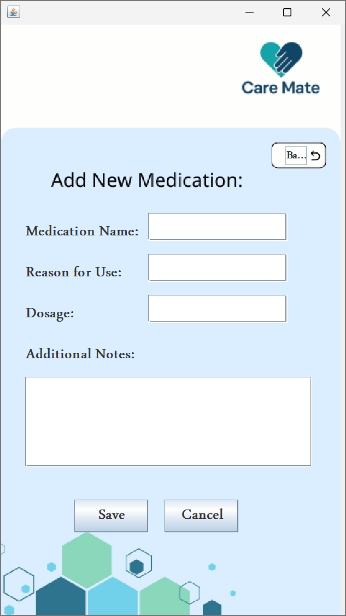 Care Mate
Ba...
Add New Medication:
Medication Name:
Reason for Use:
Dosage:
Additional Notes:
Save
Cancel